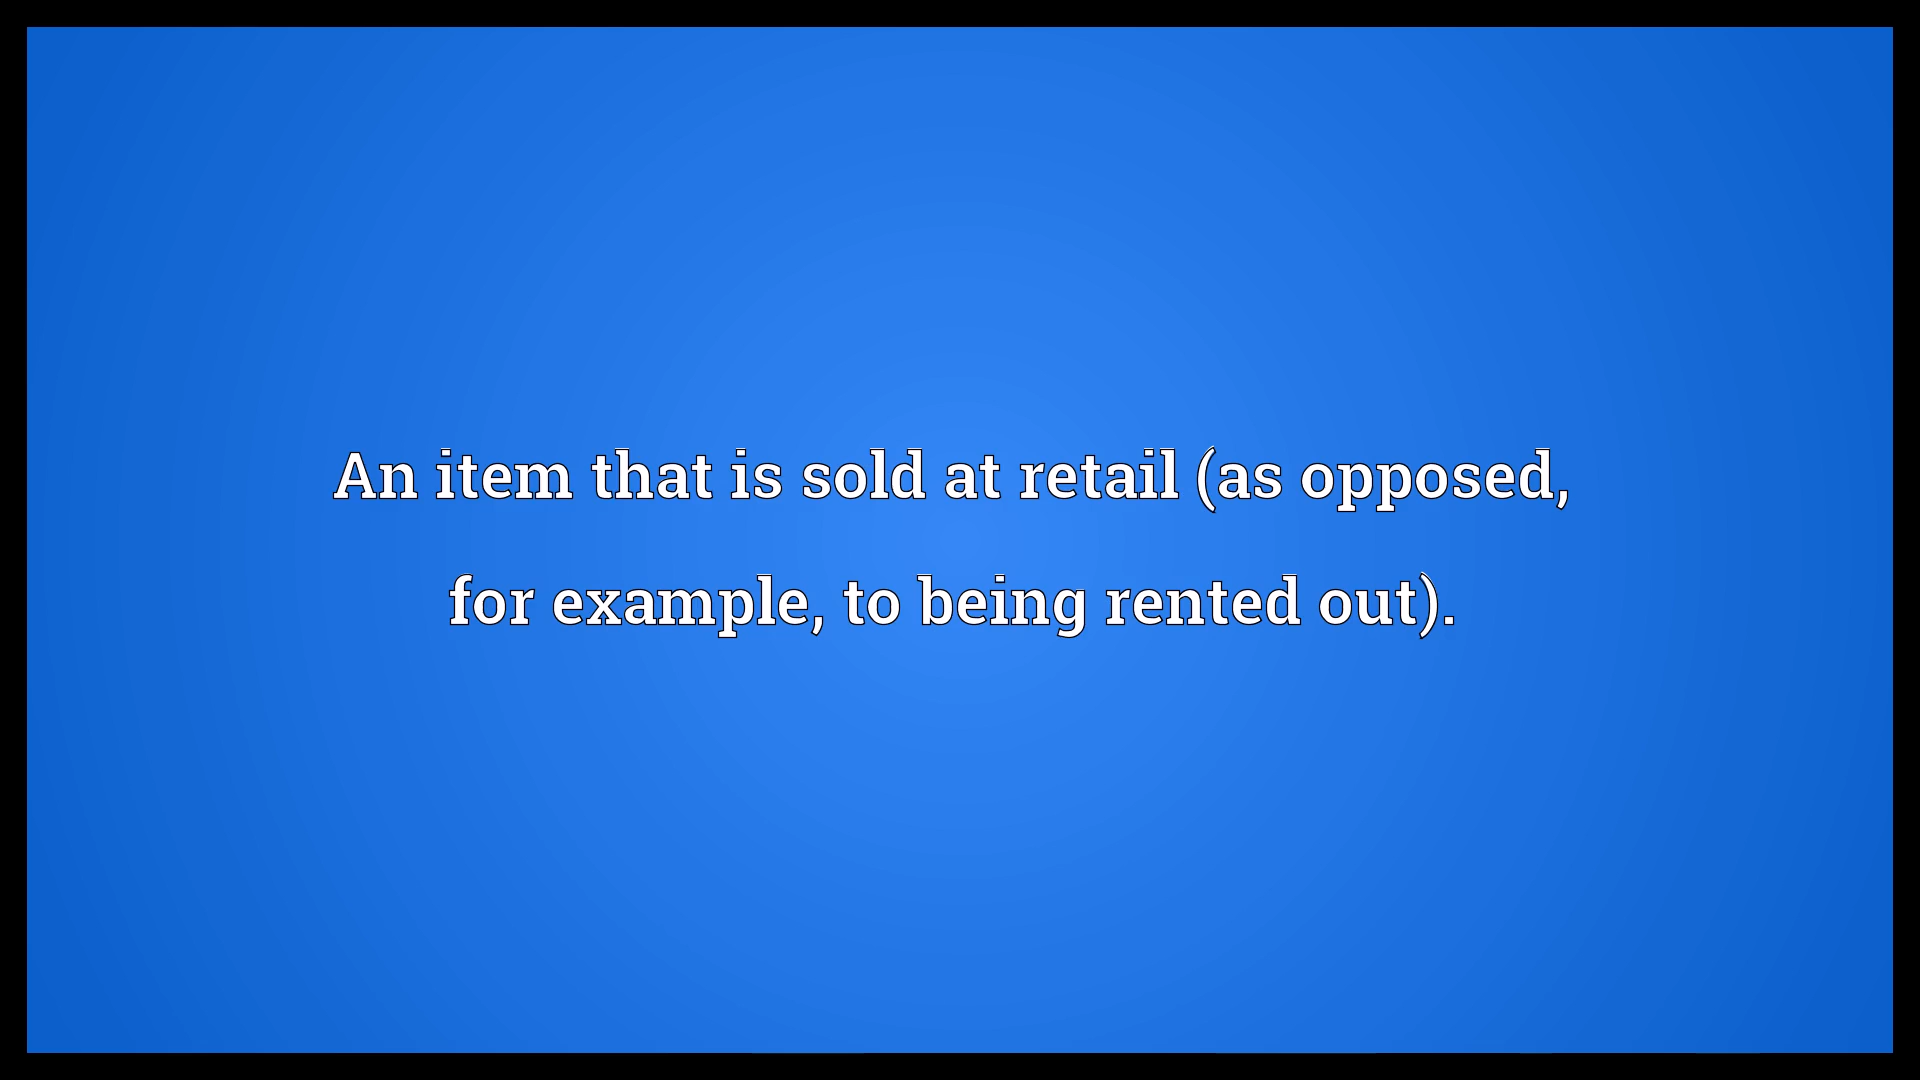 An item that is sold at retail (as opposed,
for example, to being rented out).